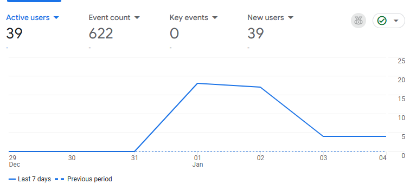 Active users Event count Key events New users
39 622 0 39
25
20
15
10
5
0
29 30 31 01 02 03 04
Dec Jan
Last 7 days Previous period